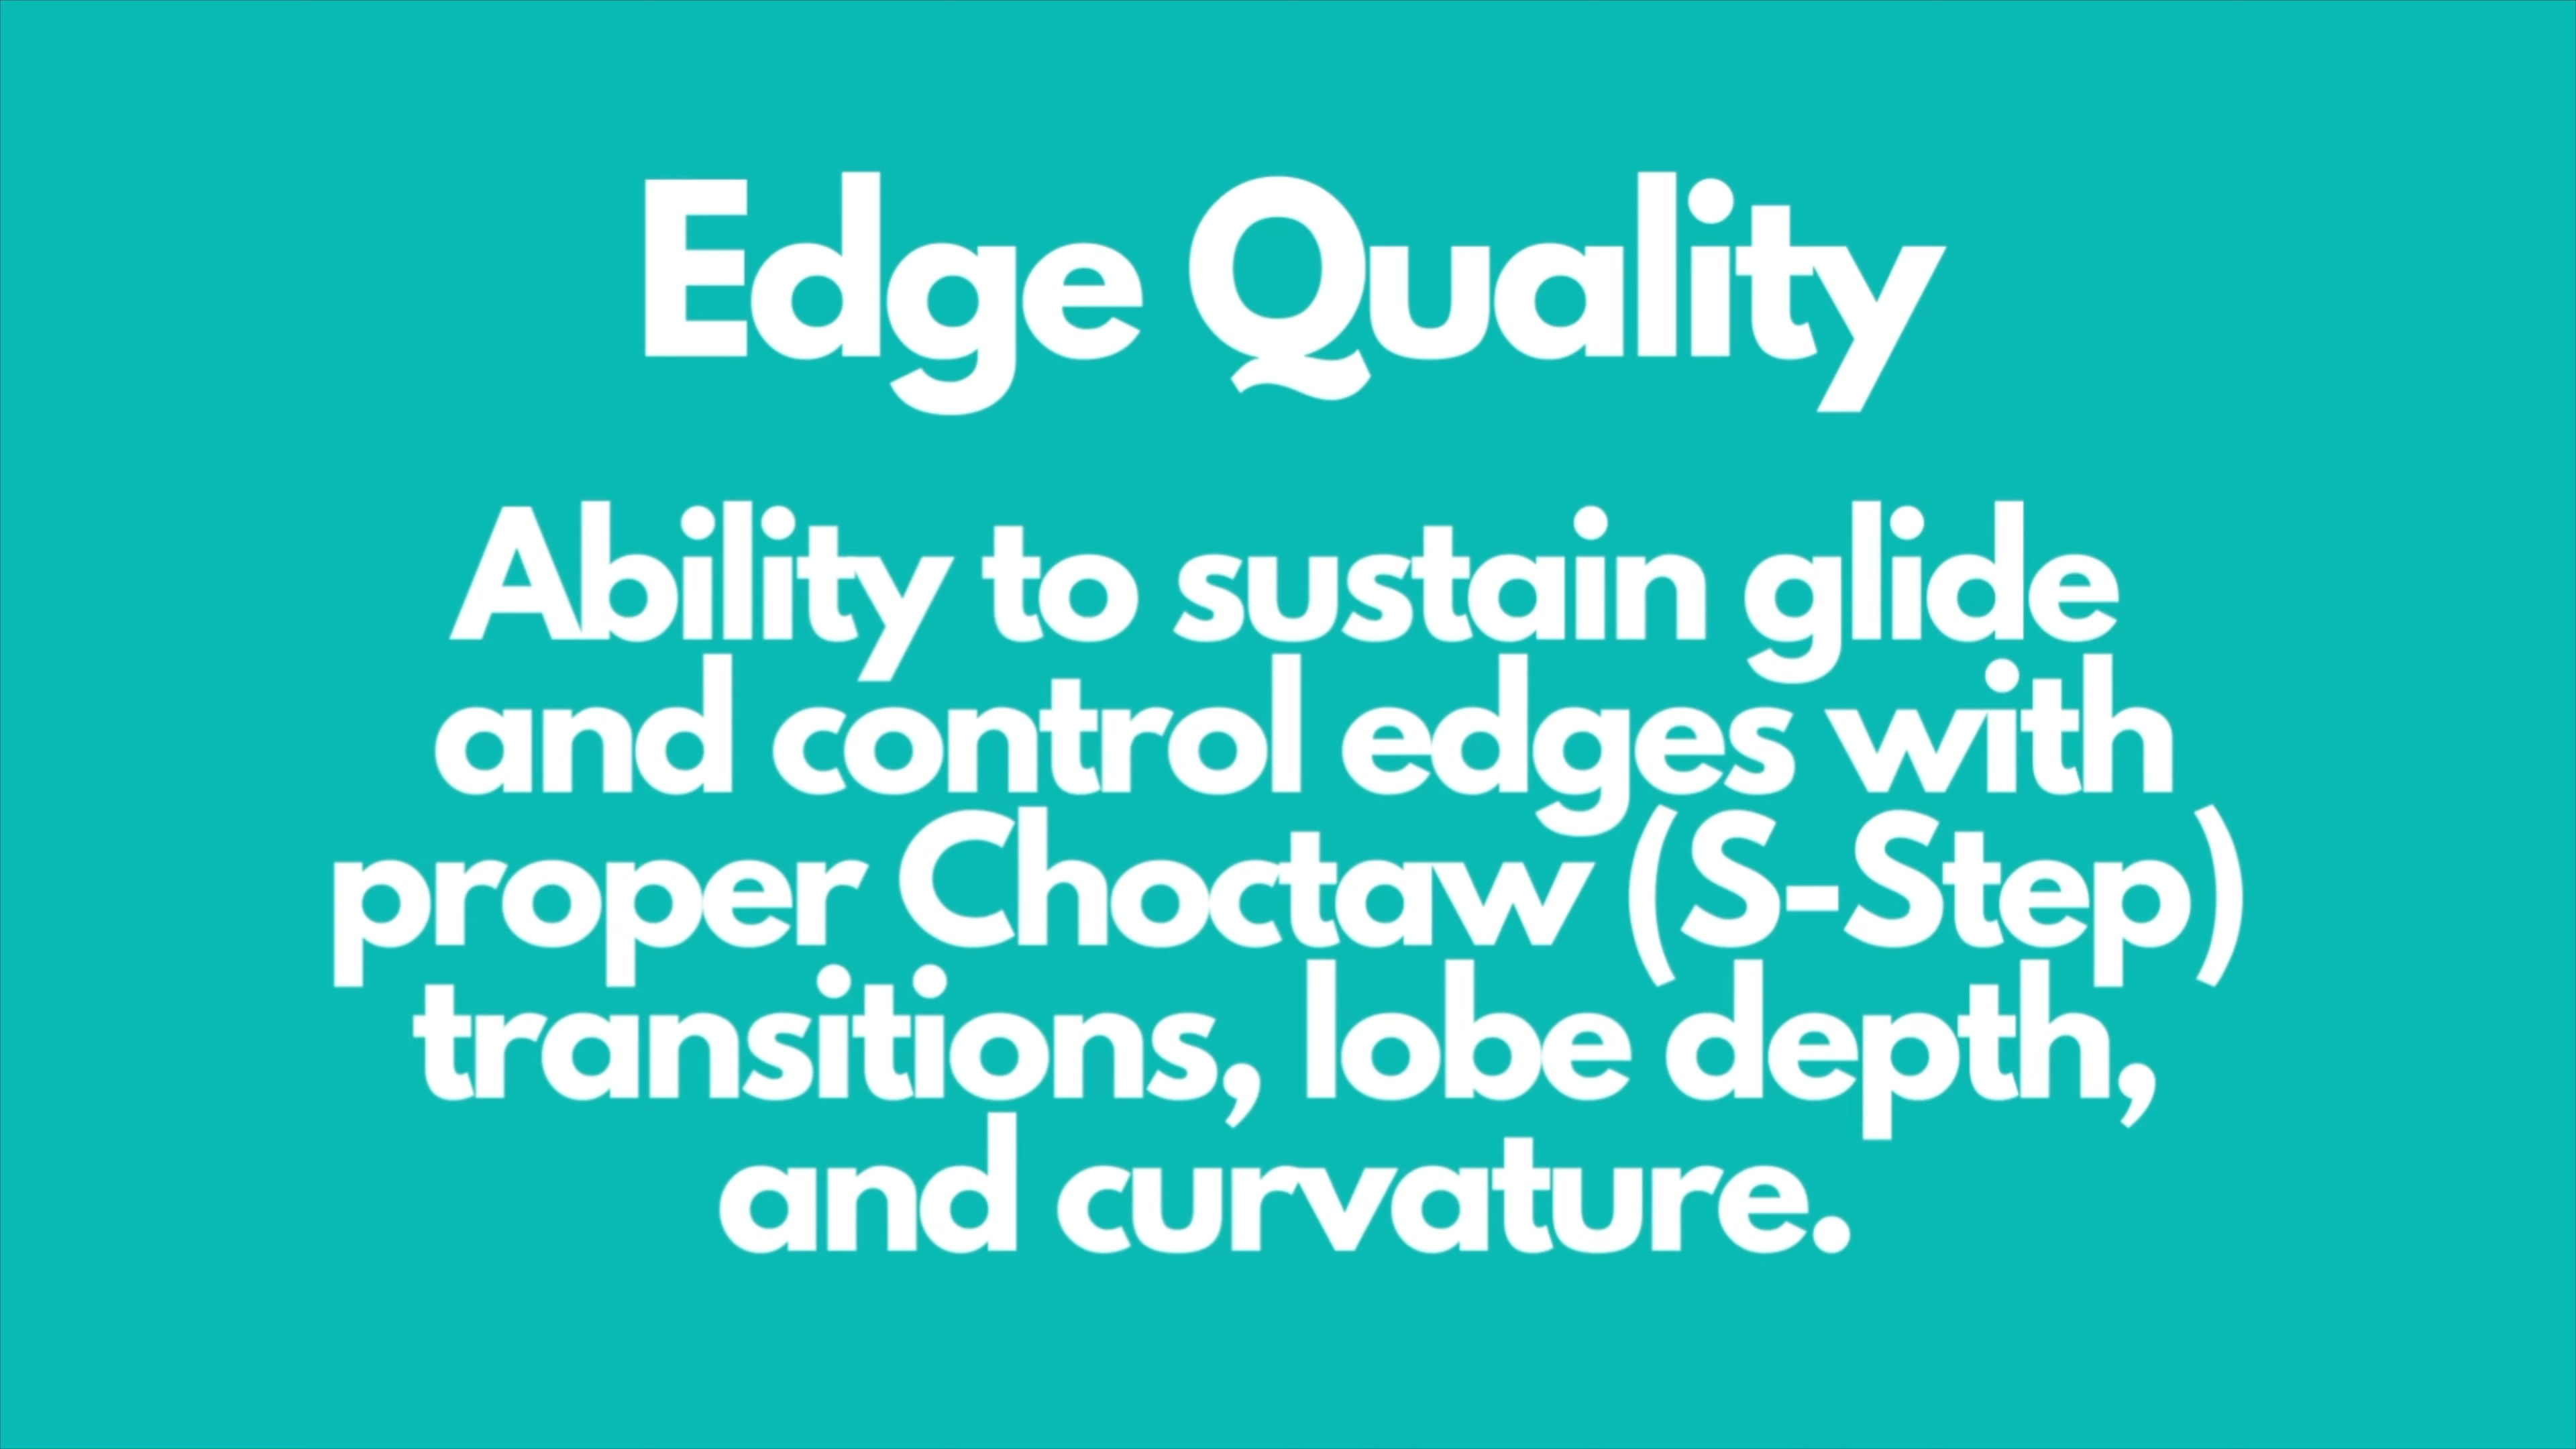 Edge Quality
Ability to sustain glide
and control edges with
proper Choctaw (S-Step)
transitions, lobe depth,
and curvature.